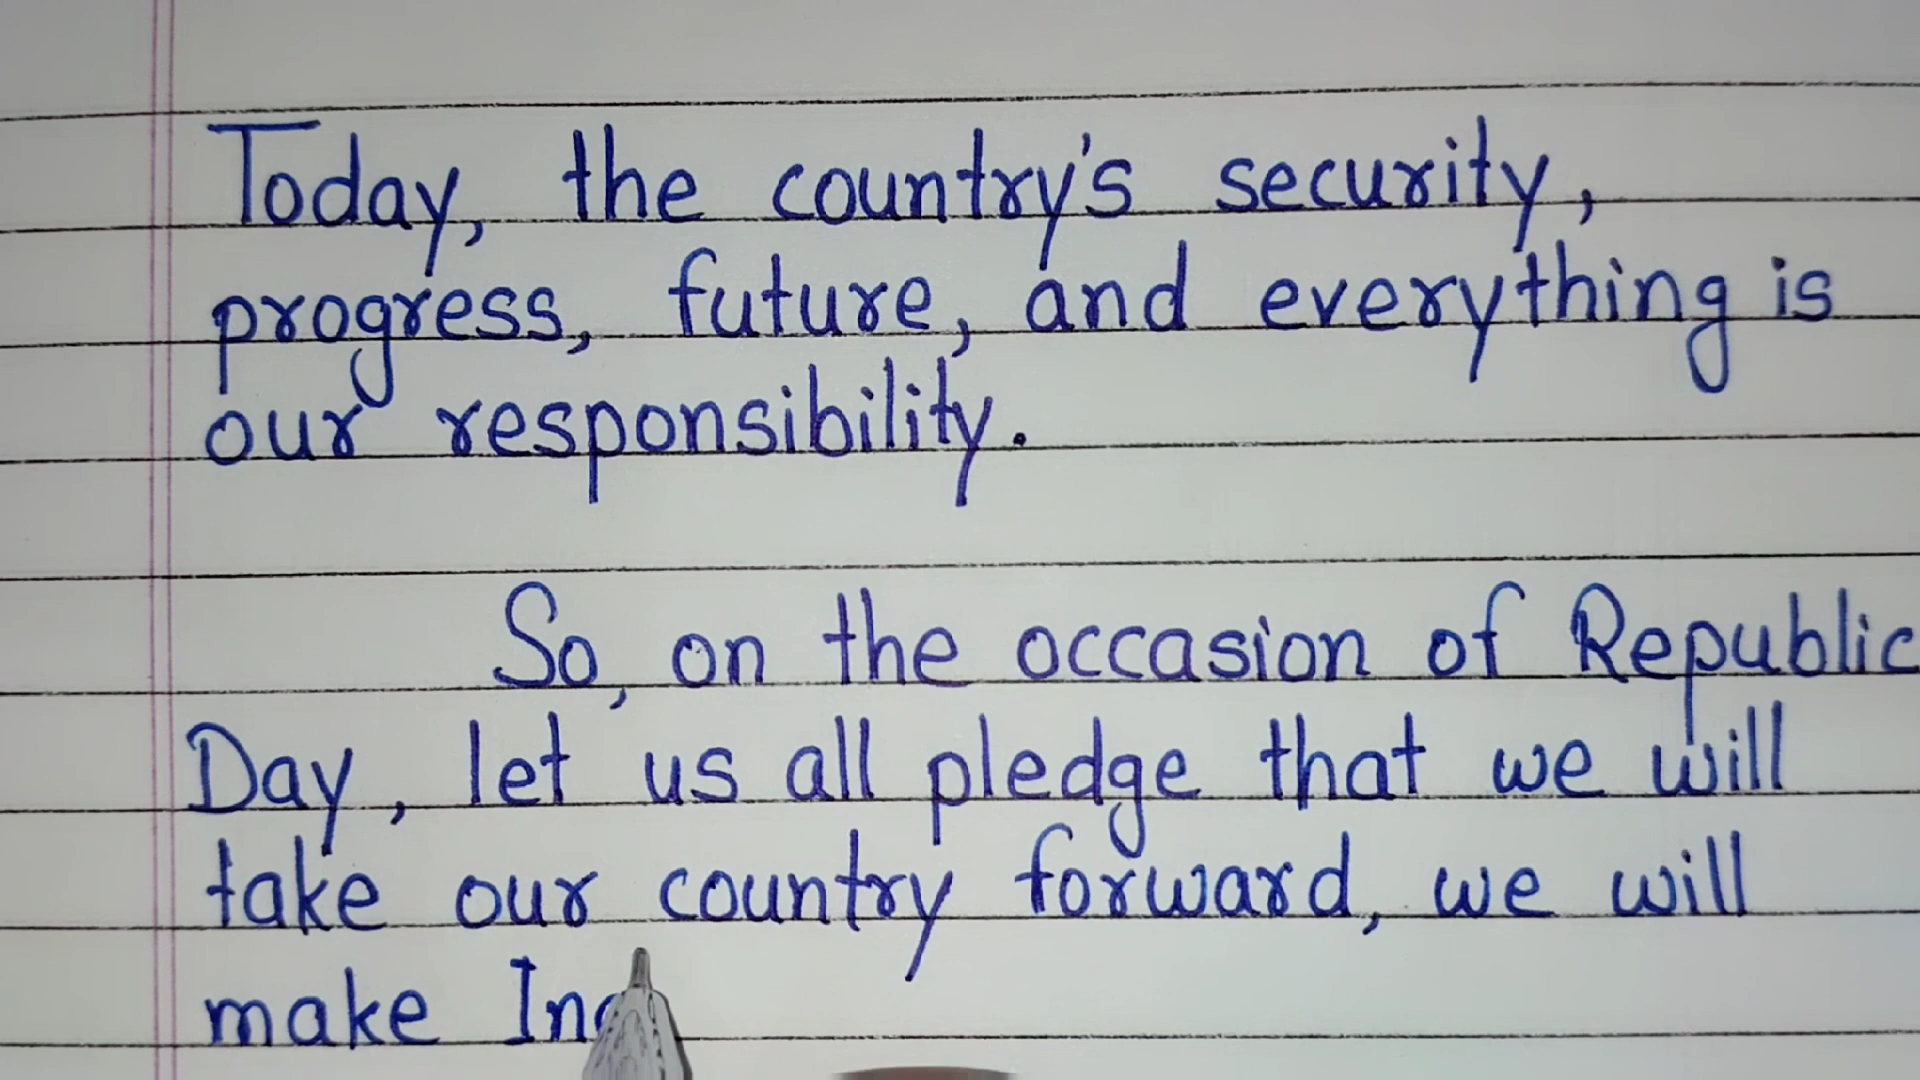 Today, the country's security,
progress, future, and everything is
our responsibility.
So, on the occasion of Republic
Day, let us all pledge that we will
take our country forward, we will
make